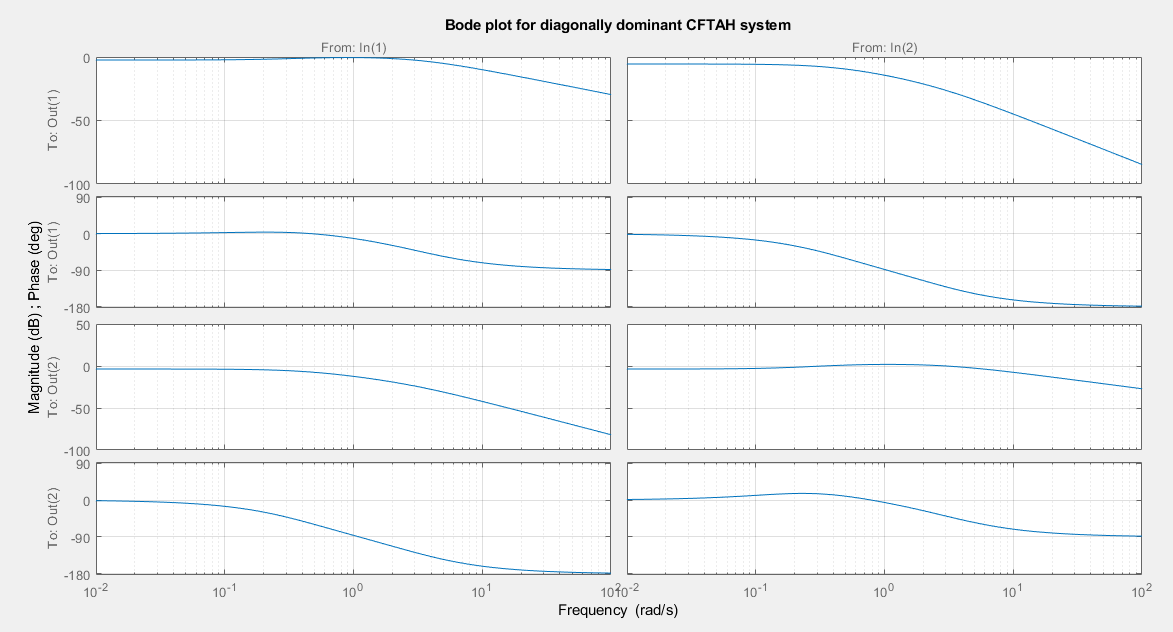 Bode plot for diagonally dominant CFTAH system
From: In(1)
From: In(2)
Magnitude (dB) ; Phase (deg)
To: Out(1)
0
-50
-100
To: Out(1)
90
0
-90
-180
To: Out(2)
50
0
-50
-100
To: Out(2)
90
0
-90
-180
10^-2 10^-1 10^0 10^1 10^2
10^-2 10^-1 10^0 10^1 10^2
Frequency (rad/s)